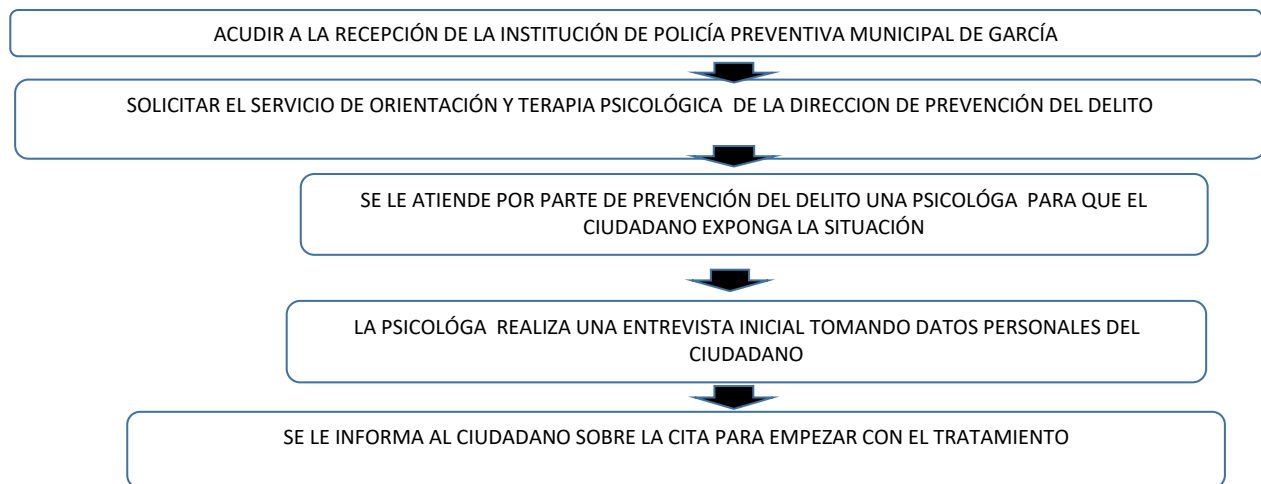 ACUDIR A LA RECEPCIÓN DE LA INSTITUCIÓN DE POLICÍA PREVENTIVA MUNICIPAL DE GARCÍA
SOLICITAR EL SERVICIO DE ORIENTACIÓN Y TERAPIA PSICOLÓGICA DE LA DIRECCION DE PREVENCIÓN DEL DELITO
SE LE ATIENDE POR PARTE DE PREVENCIÓN DEL DELITO UNA PSICOLÓGA PARA QUE EL
CIUDADANO EXPONGA LA SITUACIÓN
LA PSICOLÓGA REALIZA UNA ENTREVISTA INICIAL TOMANDO DATOS PERSONALES DEL
CIUDADANO
SE LE INFORMA AL CIUDADANO SOBRE LA CITA PARA EMPEZAR CON EL TRATAMIENTO